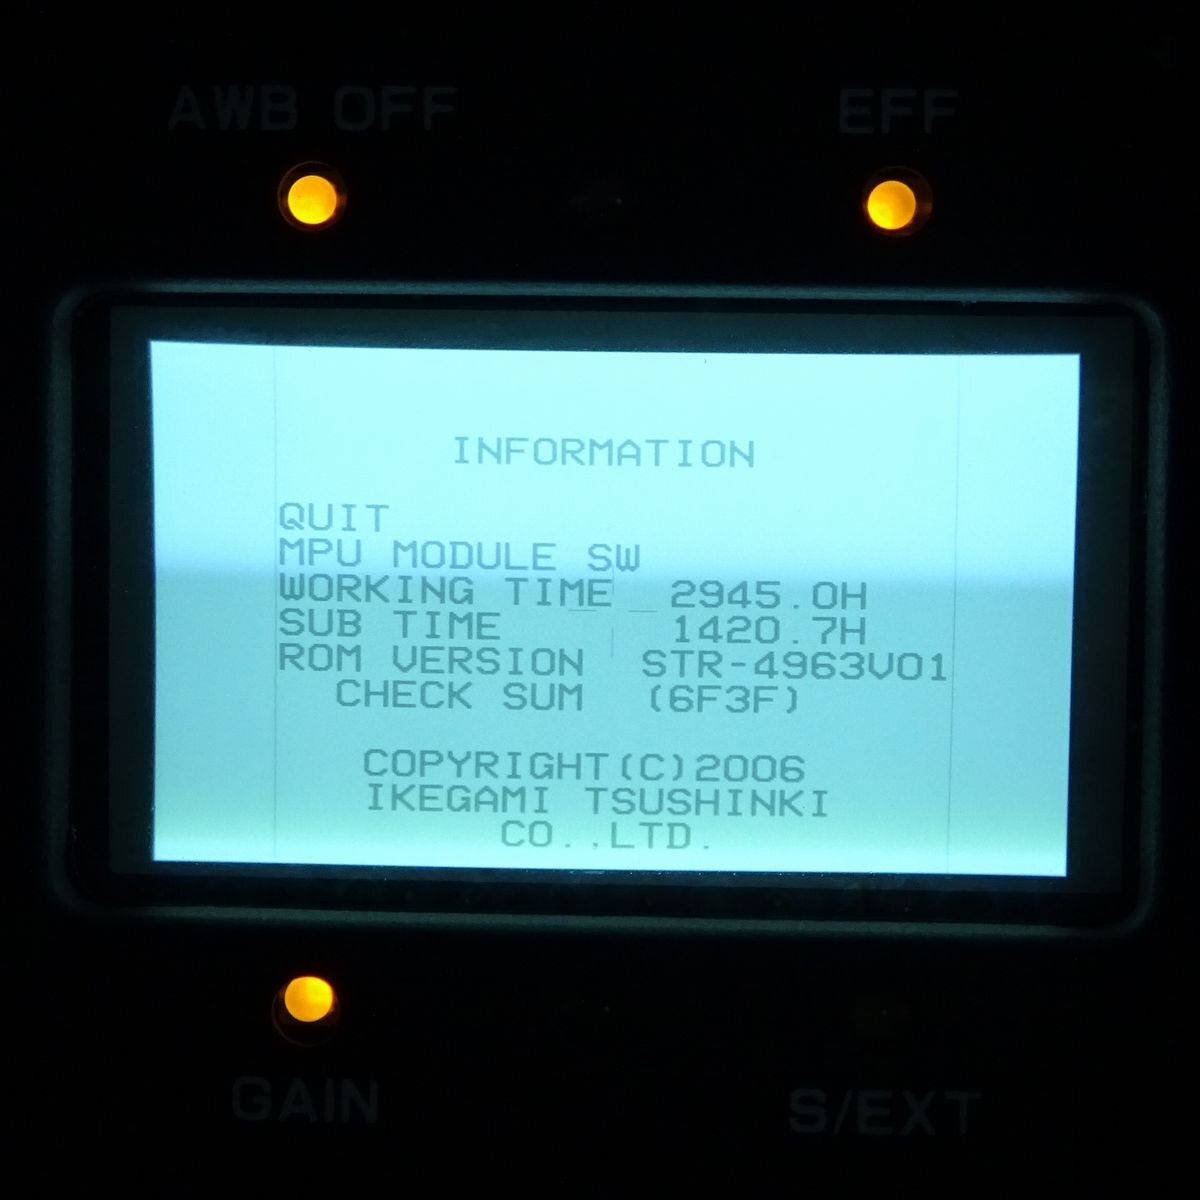 AWB OFF EFF
INFORMATION
QUIT
MPU MODULE SW
WORKING TIME 2945.0H
SUB TIME 1420.7H
ROM VERSION STR-4963V01
CHECK SUM (6F3F)
COPYRIGHT(C)2006
IKEGAMI TSUSHINKI
CO.,LTD.
GAIN S/EXT